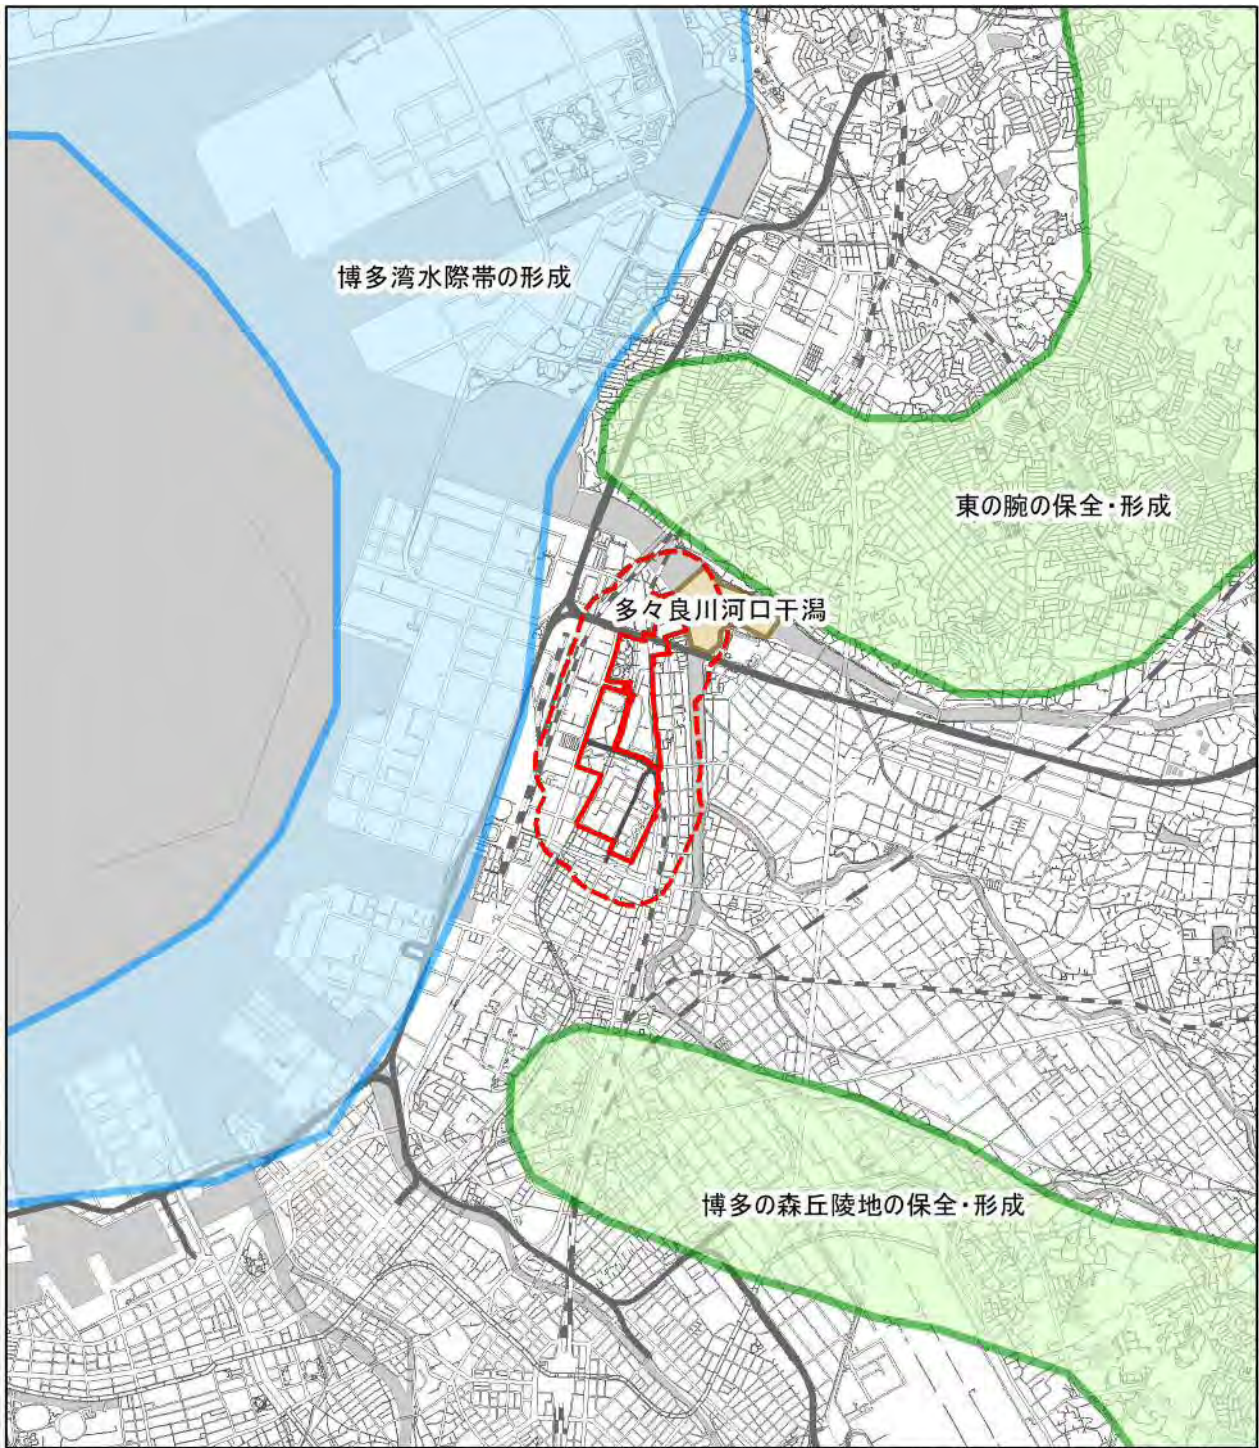 博多湾水際帯の形成
東の腕の保全・形成
多々良川河口干潟
博多の森丘陵地の保全・形成